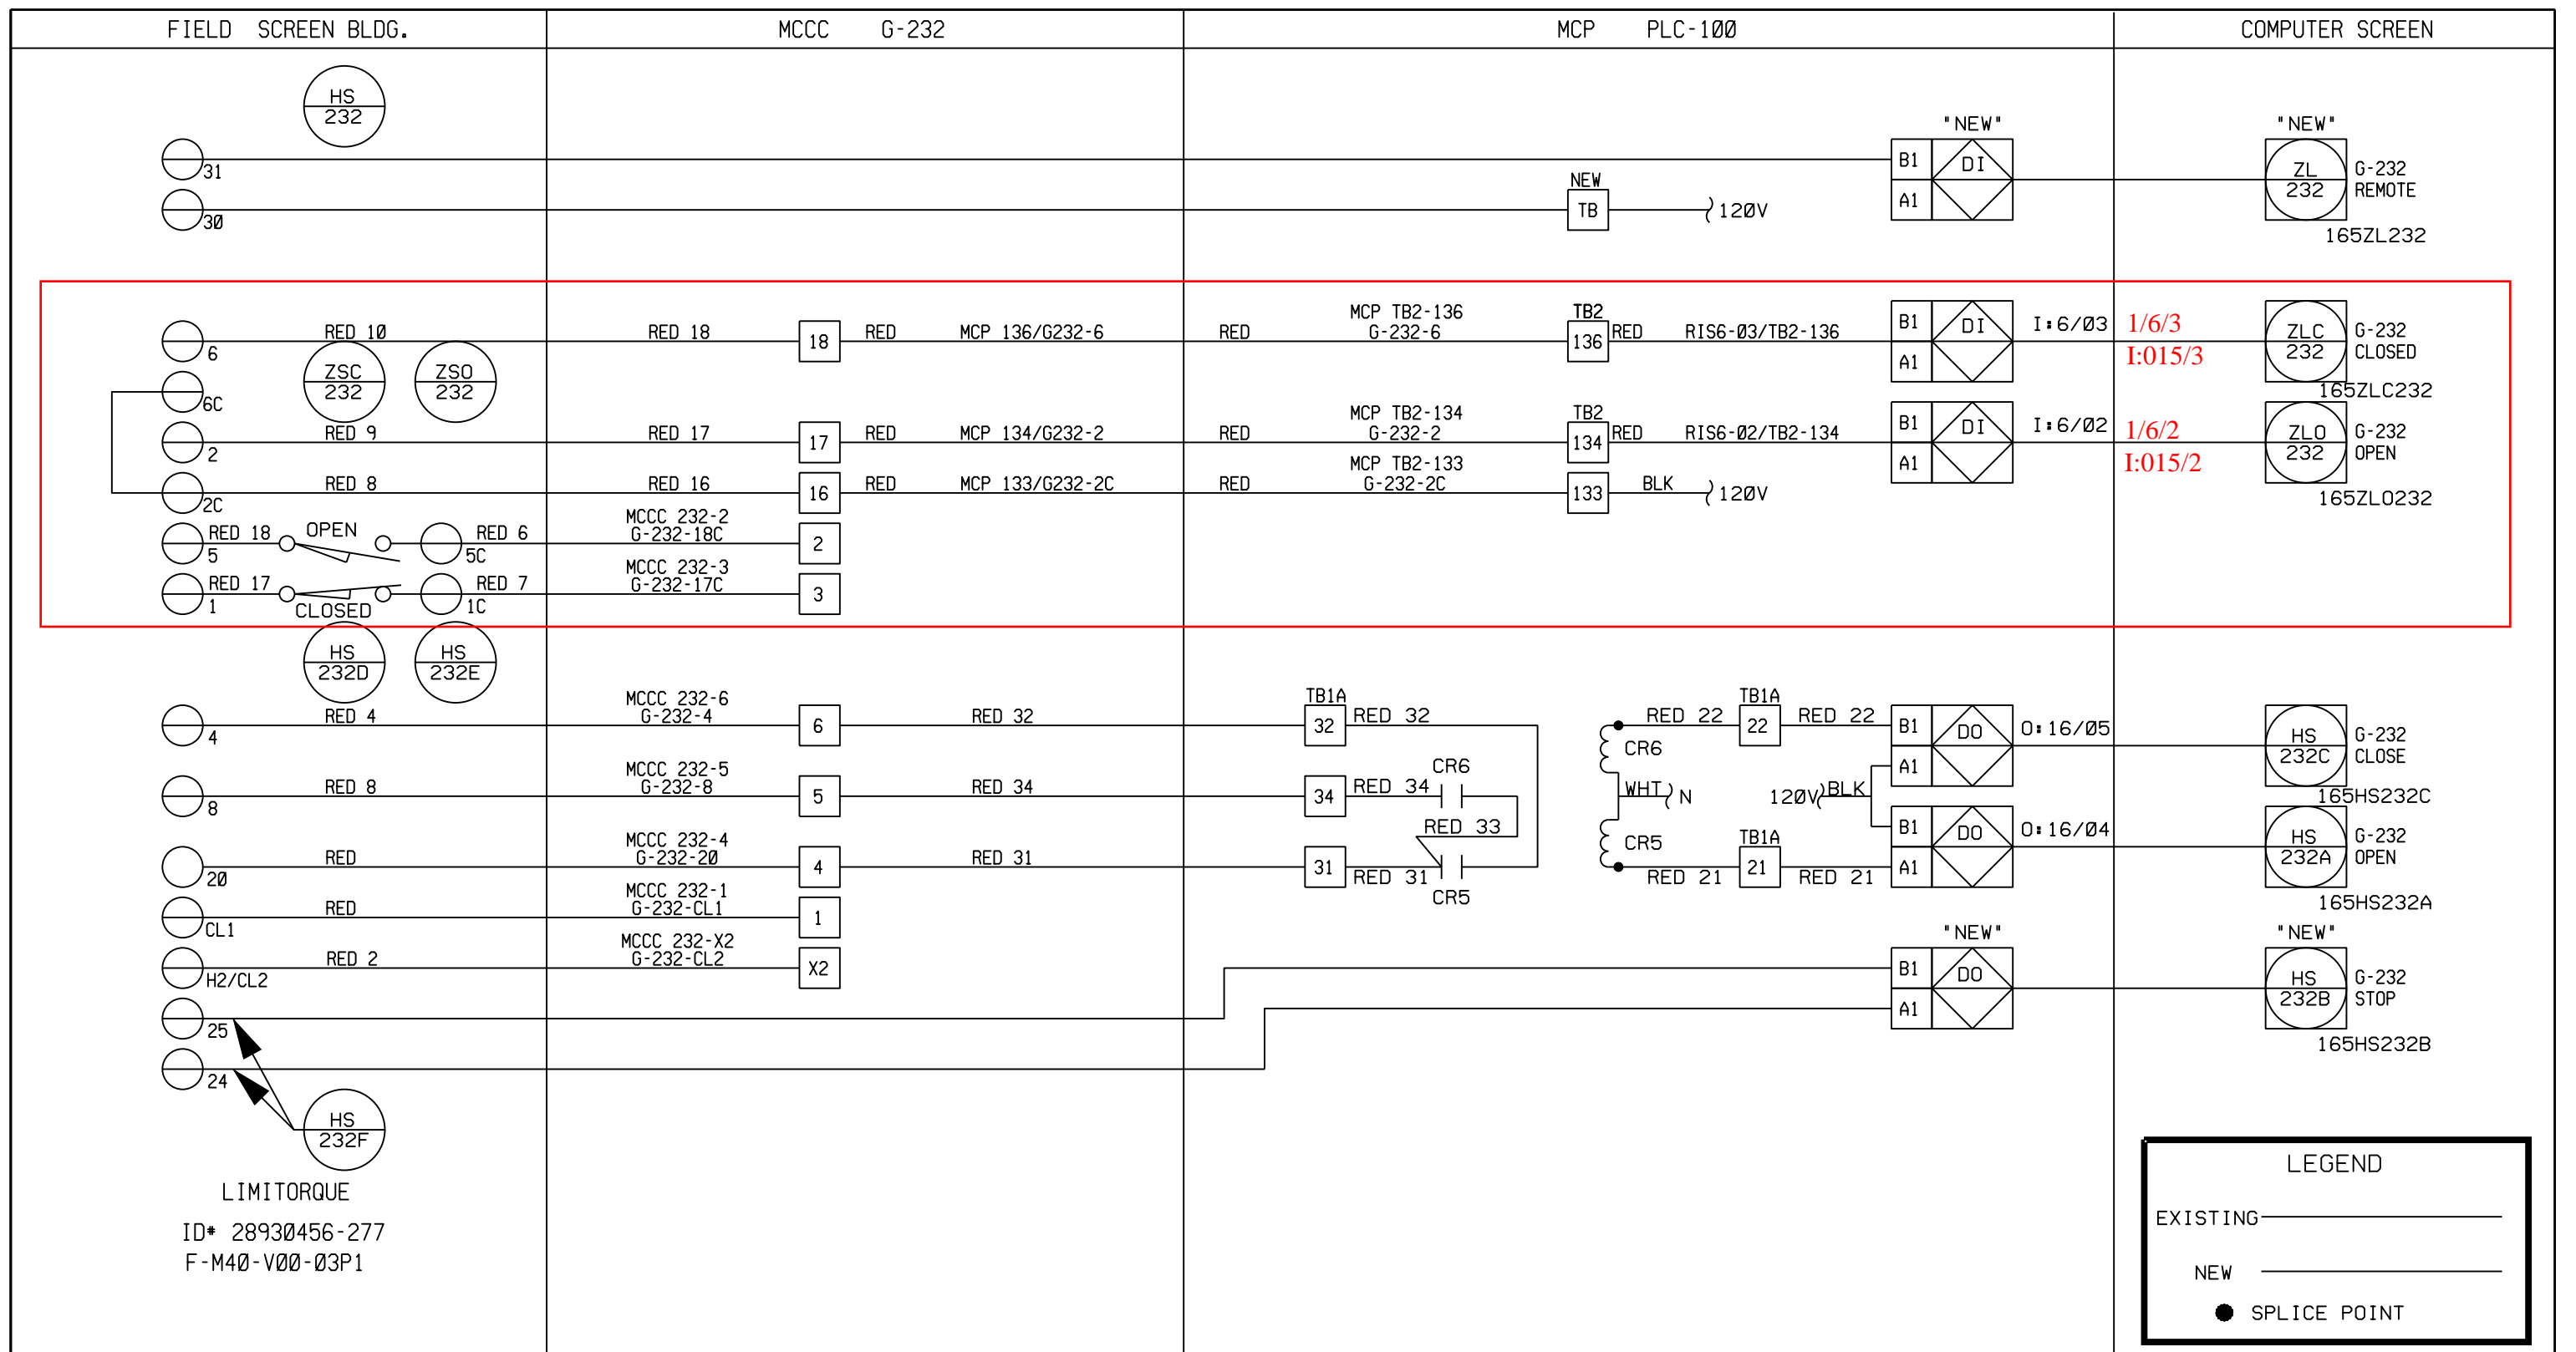 FIELD SCREEN BLDG.
MCCC G-232
MCP PLC-100
COMPUTER SCREEN
HS
232
"NEW"
"NEW"
31
B1
DI
A1
ZL
232
G-232
REMOTE
30
NEW
TB
120V
165ZL232
6
RED 10
RED 18
18
RED
MCP 136/G232-6
RED
MCP TB2-136
G-232-6
TB2
136
RED
RIS6-03/TB2-136
B1
DI
A1
I:6/03
1/6/3
I:015/3
ZLC
232
G-232
CLOSED
165ZLC232
ZSC
232
ZSO
232
6C
2
RED 9
RED 17
17
RED
MCP 134/G232-2
RED
MCP TB2-134
G-232-2
TB2
134
RED
RIS6-02/TB2-134
B1
DI
A1
I:6/02
1/6/2
I:015/2
ZLO
232
G-232
OPEN
165ZLO232
2C
RED 8
RED 16
16
RED
MCP 133/G232-2C
RED
MCP TB2-133
G-232-2C
133
BLK
120V
5
RED 18
OPEN
5C
RED 6
MCCC 232-2
G-232-18C
2
1
RED 17
CLOSED
1C
RED 7
MCCC 232-3
G-232-17C
3
HS
232D
HS
232E
4
RED 4
MCCC 232-6
G-232-4
6
RED 32
TB1A
32
RED 32
CR6
RED 22
TB1A
22
RED 22
B1
DO
A1
O:16/05
HS
232C
G-232
CLOSE
165HS232C
8
RED 8
MCCC 232-5
G-232-8
5
RED 34
34
RED 34
CR6
RED 33
WHT
N
120V
BLK
20
RED
MCCC 232-4
G-232-20
4
RED 31
31
RED 31
CR5
CR5
RED 21
TB1A
21
RED 21
B1
DO
A1
O:16/04
HS
232A
G-232
OPEN
165HS232A
CL1
RED
MCCC 232-1
G-232-CL1
1
H2/CL2
RED 2
MCCC 232-X2
G-232-CL2
X2
"NEW"
B1
DO
A1
"NEW"
HS
232B
G-232
STOP
165HS232B
25
24
HS
232F
LIMITORQUE
ID# 28930456-277
F-M40-V00-03P1
LEGEND
EXISTING
NEW
SPLICE POINT